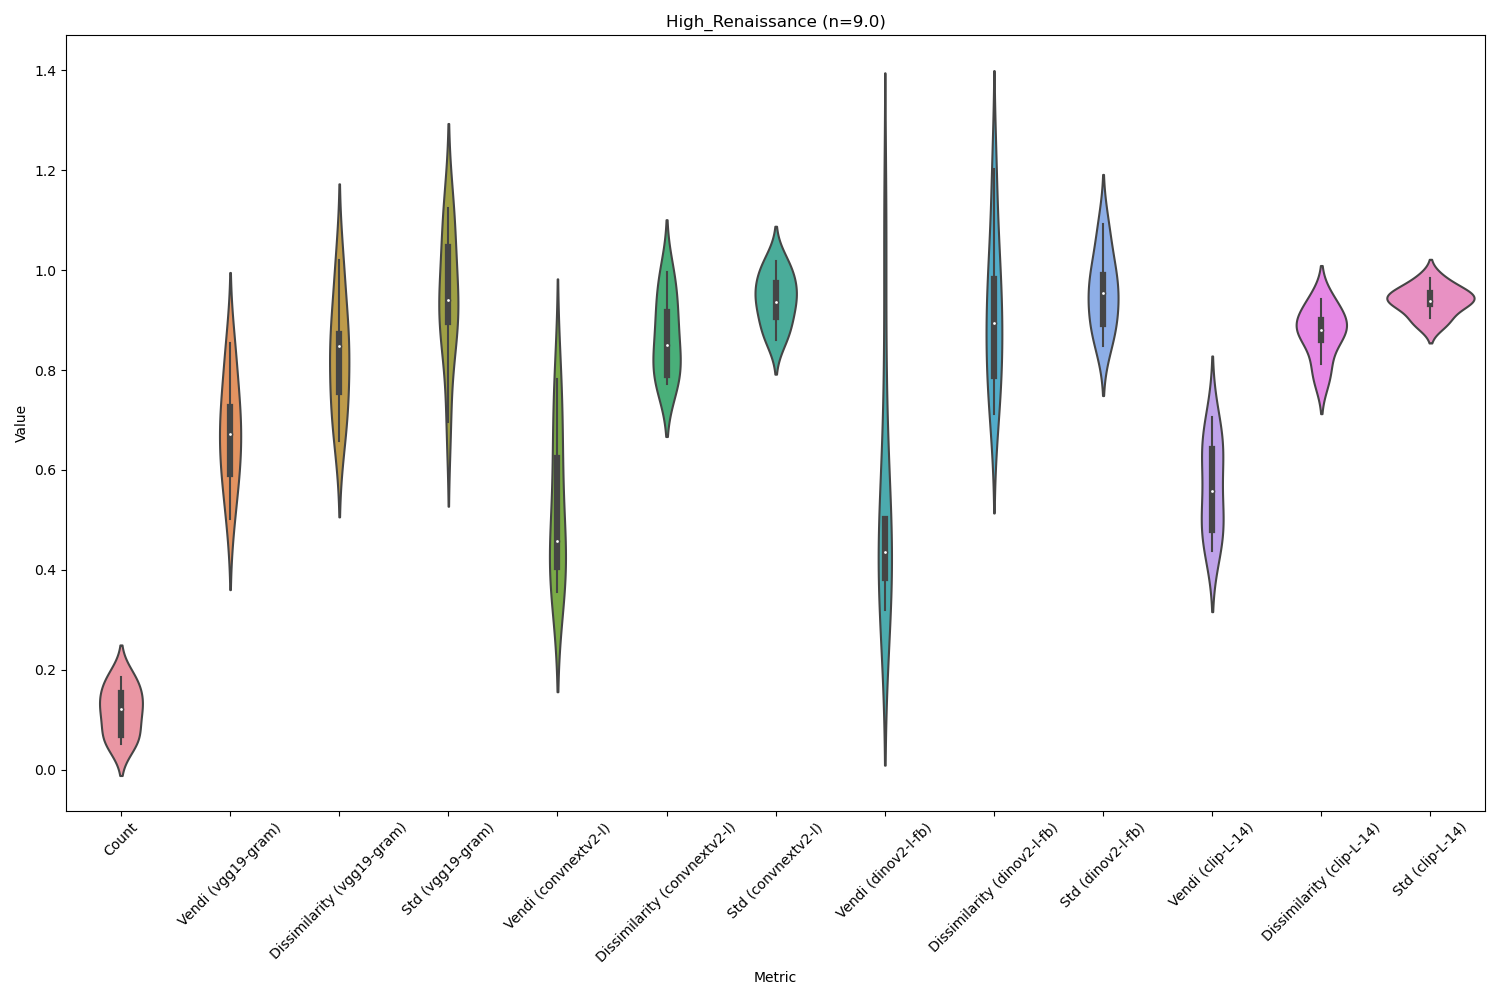 High_Renaissance (n=9.0)
Value
1.4
1.2
1.0
0.8
0.6
0.4
0.2
0.0
Count
Vendi (vgg19-gram)
Dissimilarity (vgg19-gram)
Std (vgg19-gram)
Vendi (convnextv2-l)
Dissimilarity (convnextv2-l)
Std (convnextv2-l)
Vendi (dinov2-l-fb)
Dissimilarity (dinov2-l-fb)
Std (dinov2-l-fb)
Vendi (clip-L-14)
Dissimilarity (clip-L-14)
Std (clip-L-14)
Metric